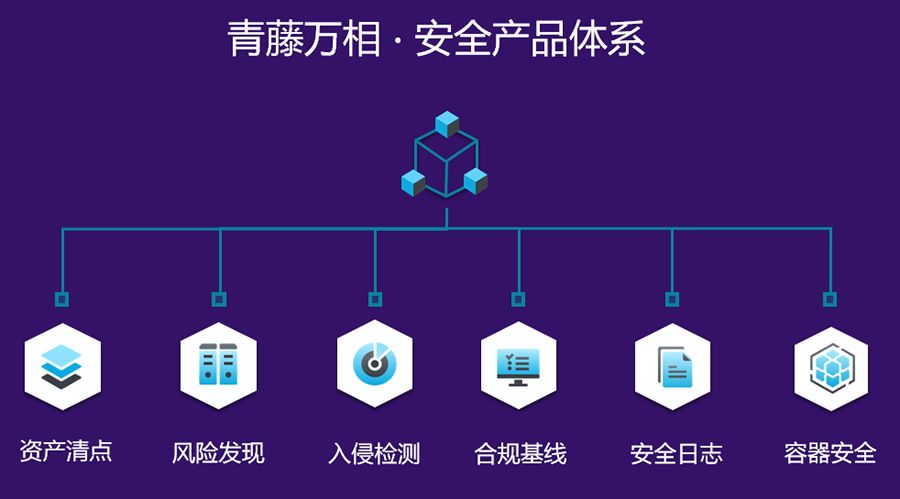 青藤万相 · 安全产品体系
资产清点
风险发现
入侵检测
合规基线
安全日志
容器安全